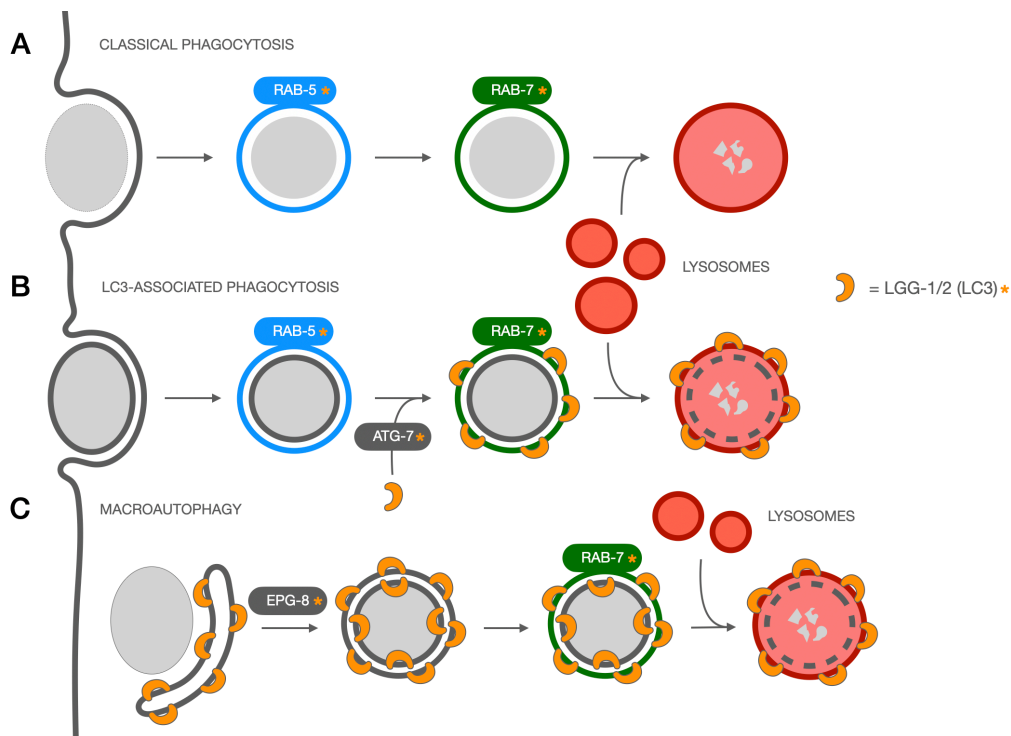 A
CLASSICAL PHAGOCYTOSIS
RAB-5 *
RAB-7 *
B
LC3-ASSOCIATED PHAGOCYTOSIS
LYSOSOMES
= LGG-1/2 (LC3)*
RAB-5 *
RAB-7 *
ATG-7 *
C
MACROAUTOPHAGY
LYSOSOMES
RAB-7 *
EPG-8 *